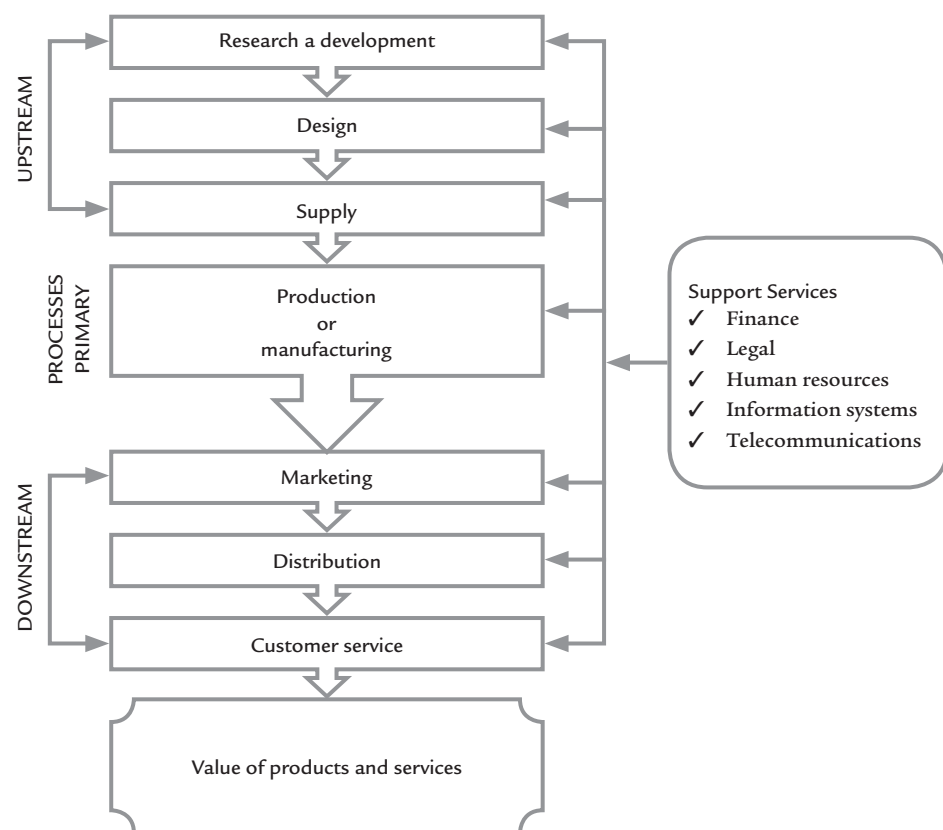 UPSTREAM
Research a development
Design
Supply
PROCESSES
PRIMARY
Production
or
manufacturing
DOWNSTREAM
Marketing
Distribution
Customer service
Value of products and services
Support Services
✓ Finance
✓ Legal
✓ Human resources
✓ Information systems
✓ Telecommunications